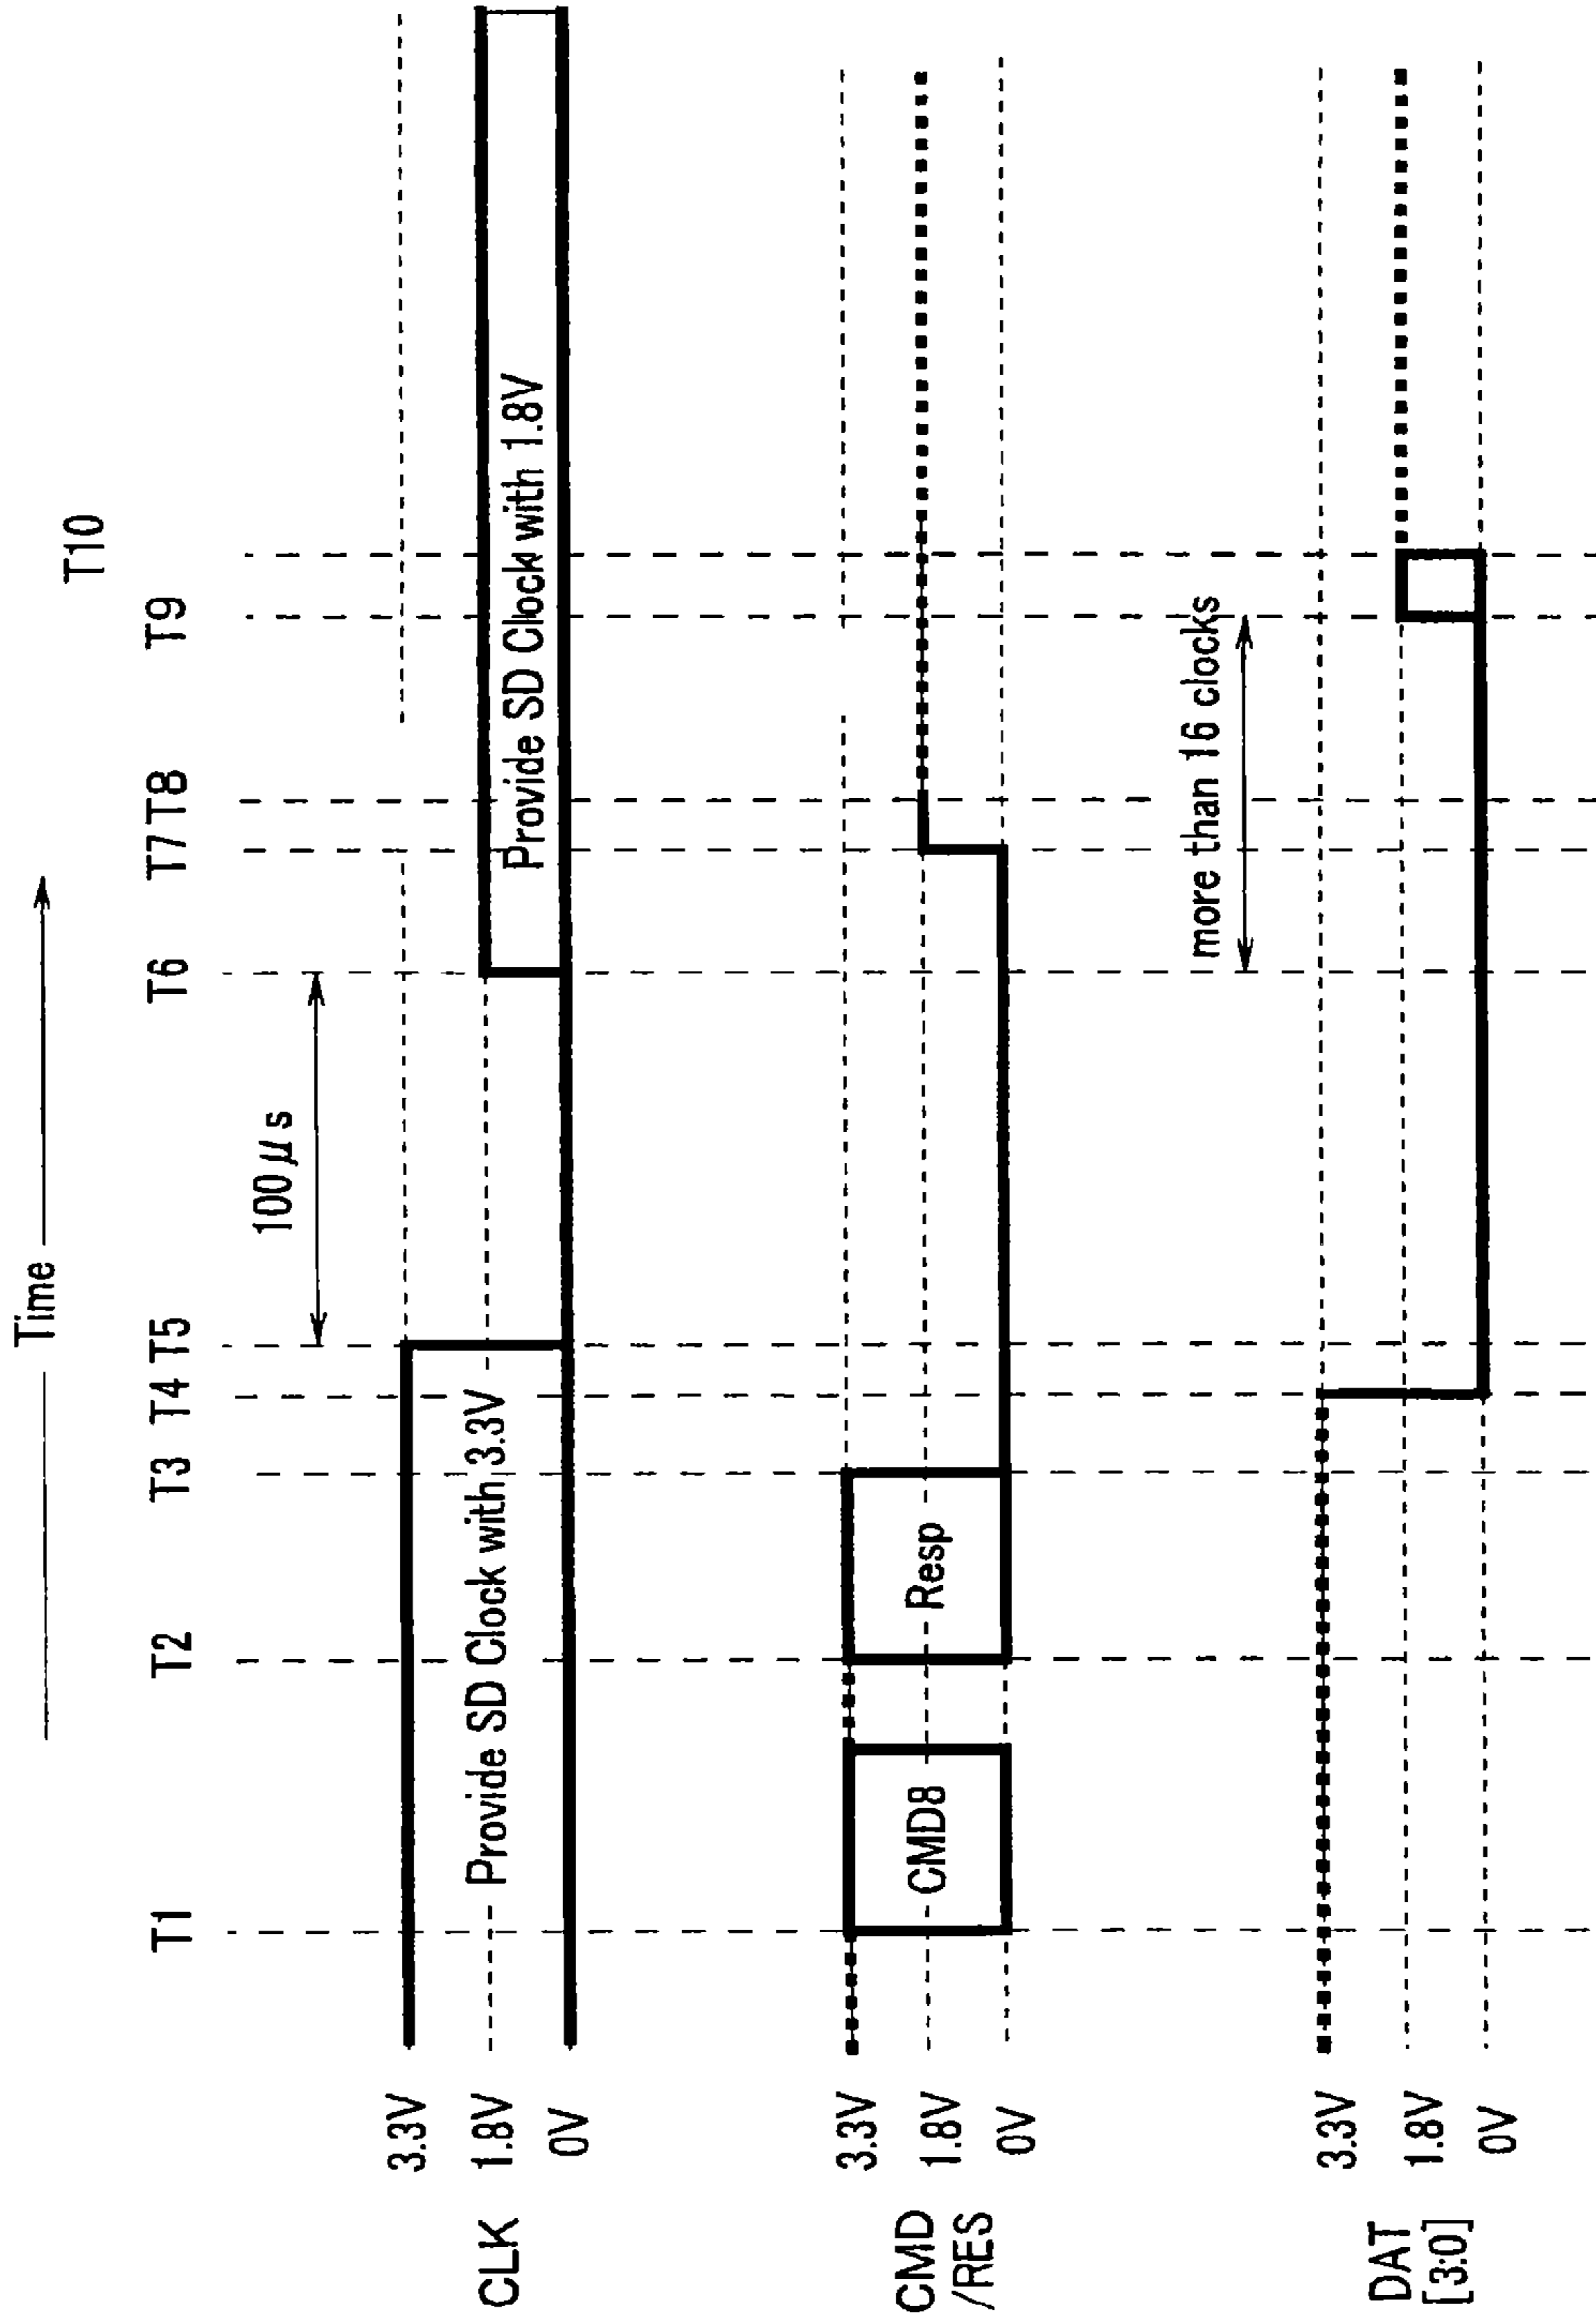 Time
T1
T2
T3
T4
T5
T6
T7
T8
T9
T10
100μs
CLK
3.3V
1.8V
0V
Provide SD Clock with 3.3V
Provide SD Clock with 1.8V
CMD
/RES
3.3V
1.8V
0V
CMD8
Resp
more than 16 clocks
DAT
[3:0]
3.3V
1.8V
0V